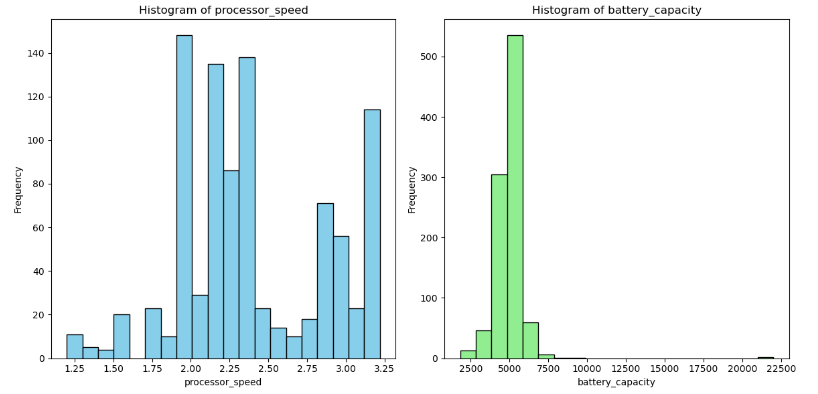 Histogram of processor_speed
Frequency
140
120
100
80
60
40
20
0
1.25 1.50 1.75 2.00 2.25 2.50 2.75 3.00 3.25
processor_speed
Histogram of battery_capacity
Frequency
500
400
300
200
100
0
2500 5000 7500 10000 12500 15000 17500 20000 22500
battery_capacity